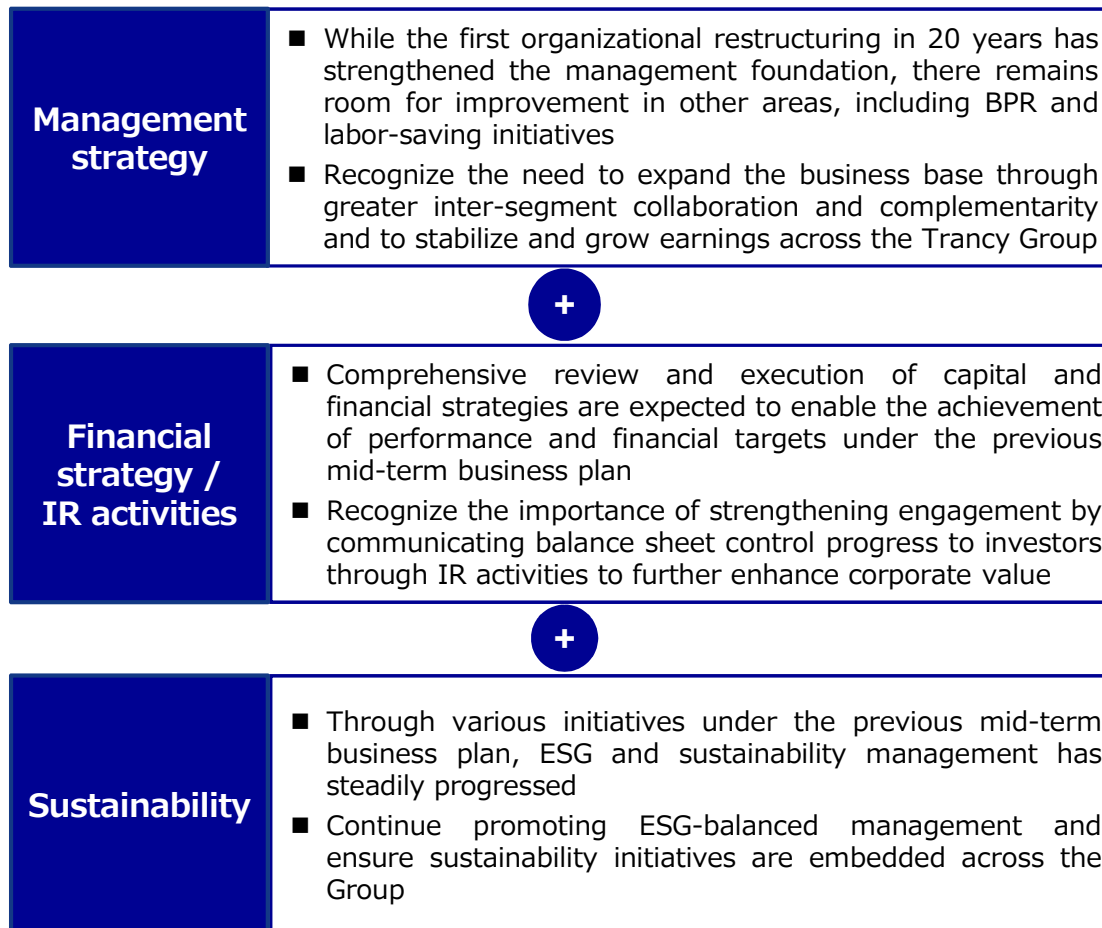 Management
strategy
■ While the first organizational restructuring in 20 years has
strengthened the management foundation, there remains
room for improvement in other areas, including BPR and
labor-saving initiatives
■ Recognize the need to expand the business base through
greater inter-segment collaboration and complementarity
and to stabilize and grow earnings across the Trancy Group
+
Financial
strategy /
IR activities
■ Comprehensive review and execution of capital and
financial strategies are expected to enable the achievement
of performance and financial targets under the previous
mid-term business plan
■ Recognize the importance of strengthening engagement by
communicating balance sheet control progress to investors
through IR activities to further enhance corporate value
+
Sustainability
■ Through various initiatives under the previous mid-term
business plan, ESG and sustainability management has
steadily progressed
■ Continue promoting ESG-balanced management and
ensure sustainability initiatives are embedded across the
Group